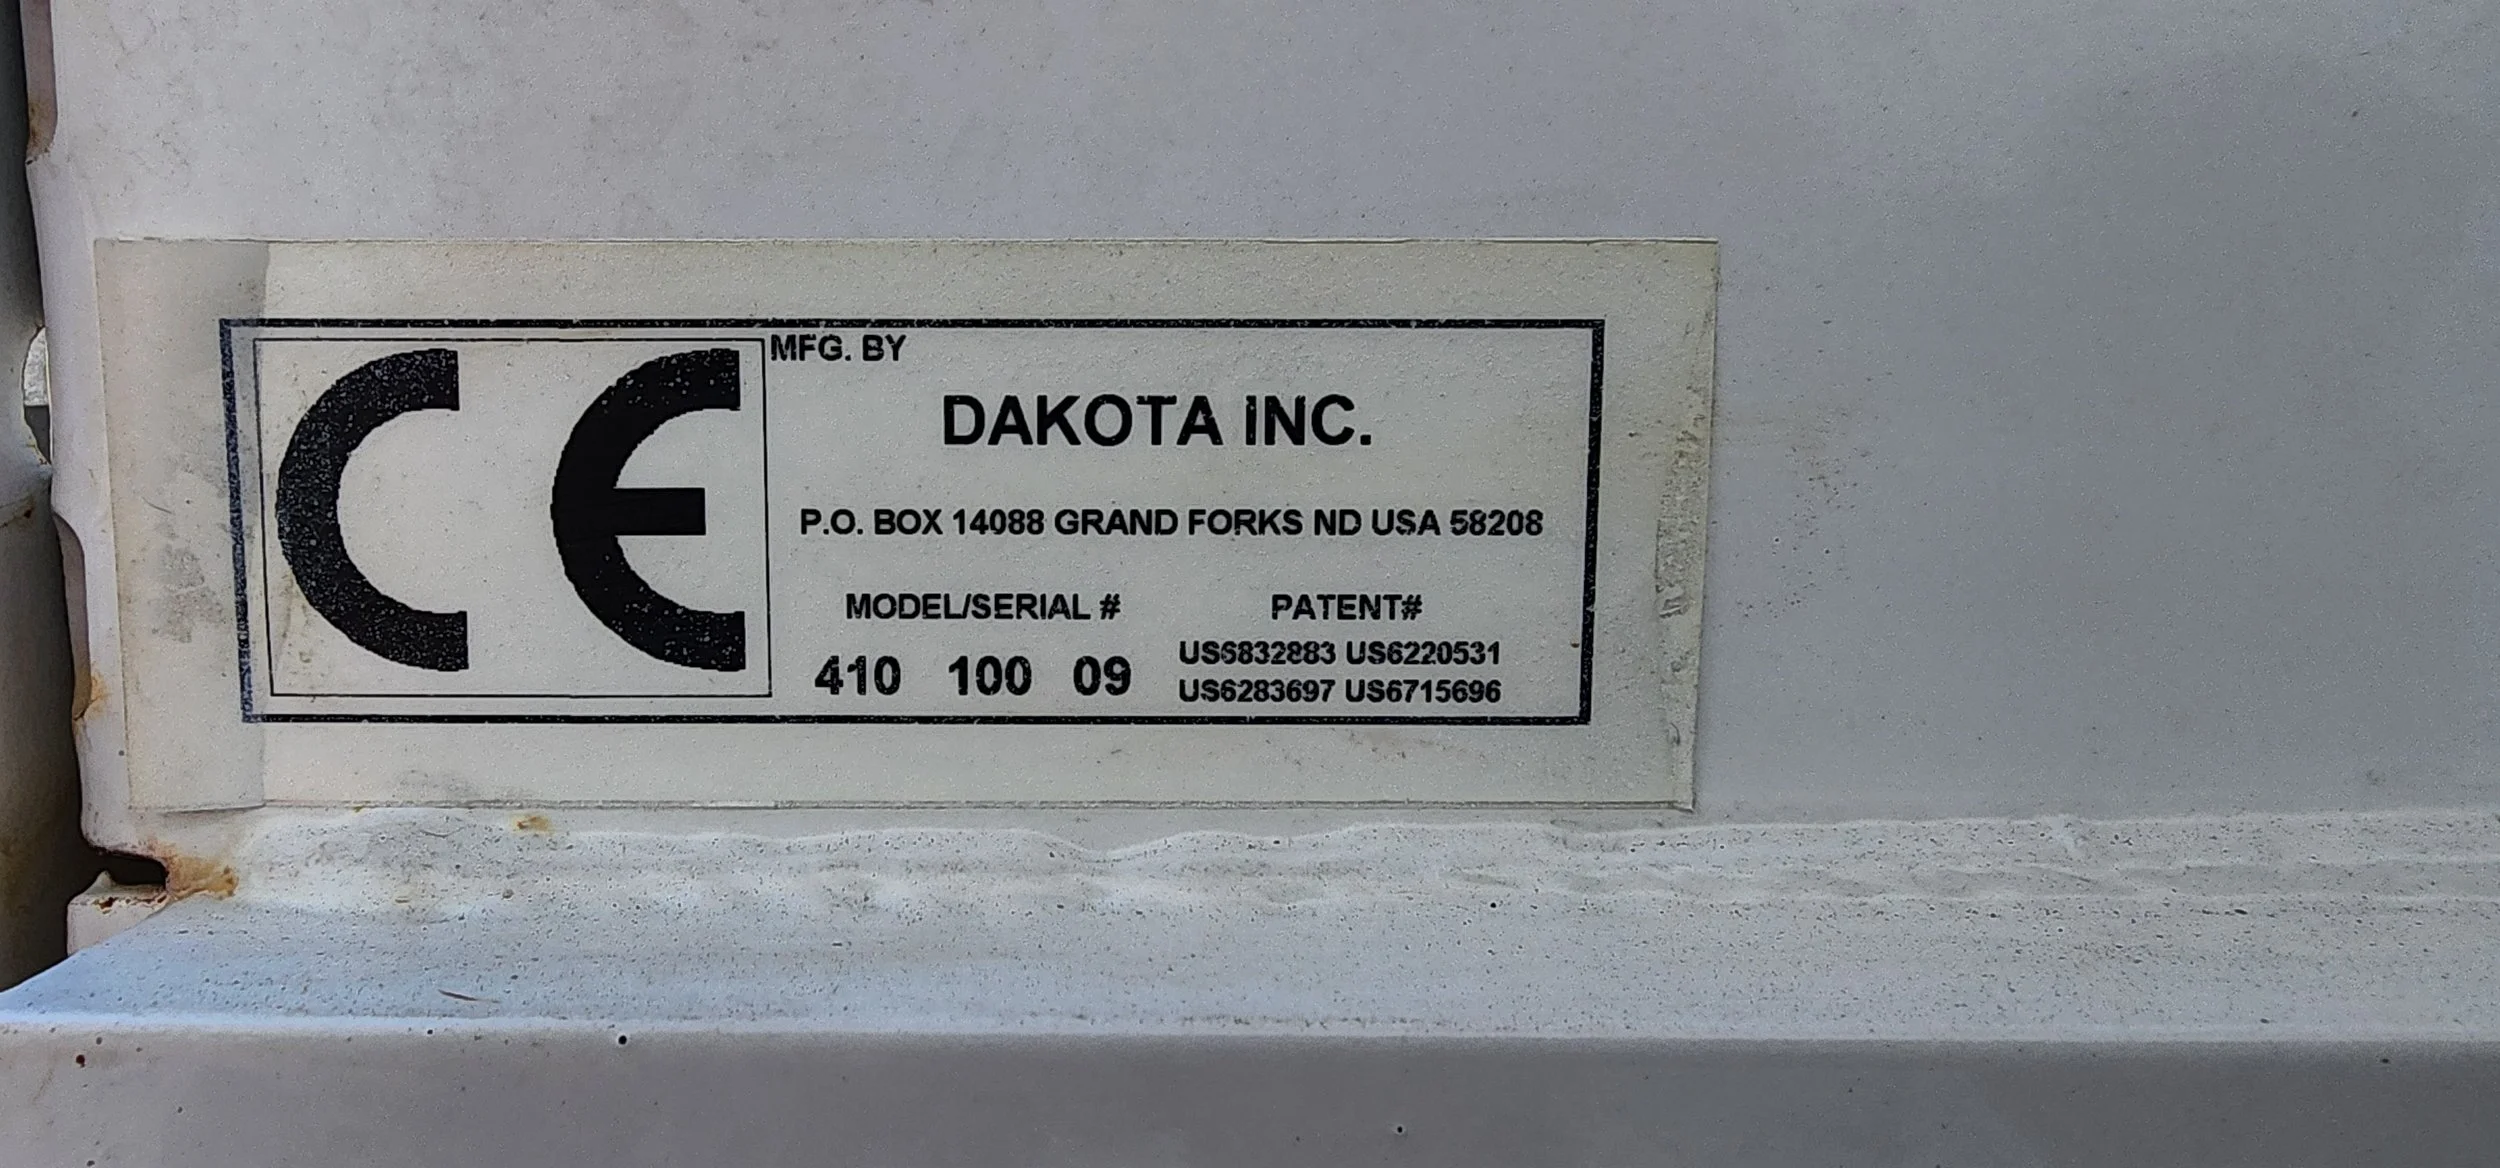 CE
MFG. BY
DAKOTA INC.
P.O. BOX 14088 GRAND FORKS ND USA 58208
MODEL/SERIAL # PATENT#
410 100 09
US6832883 US6220531
US6283697 US6715696